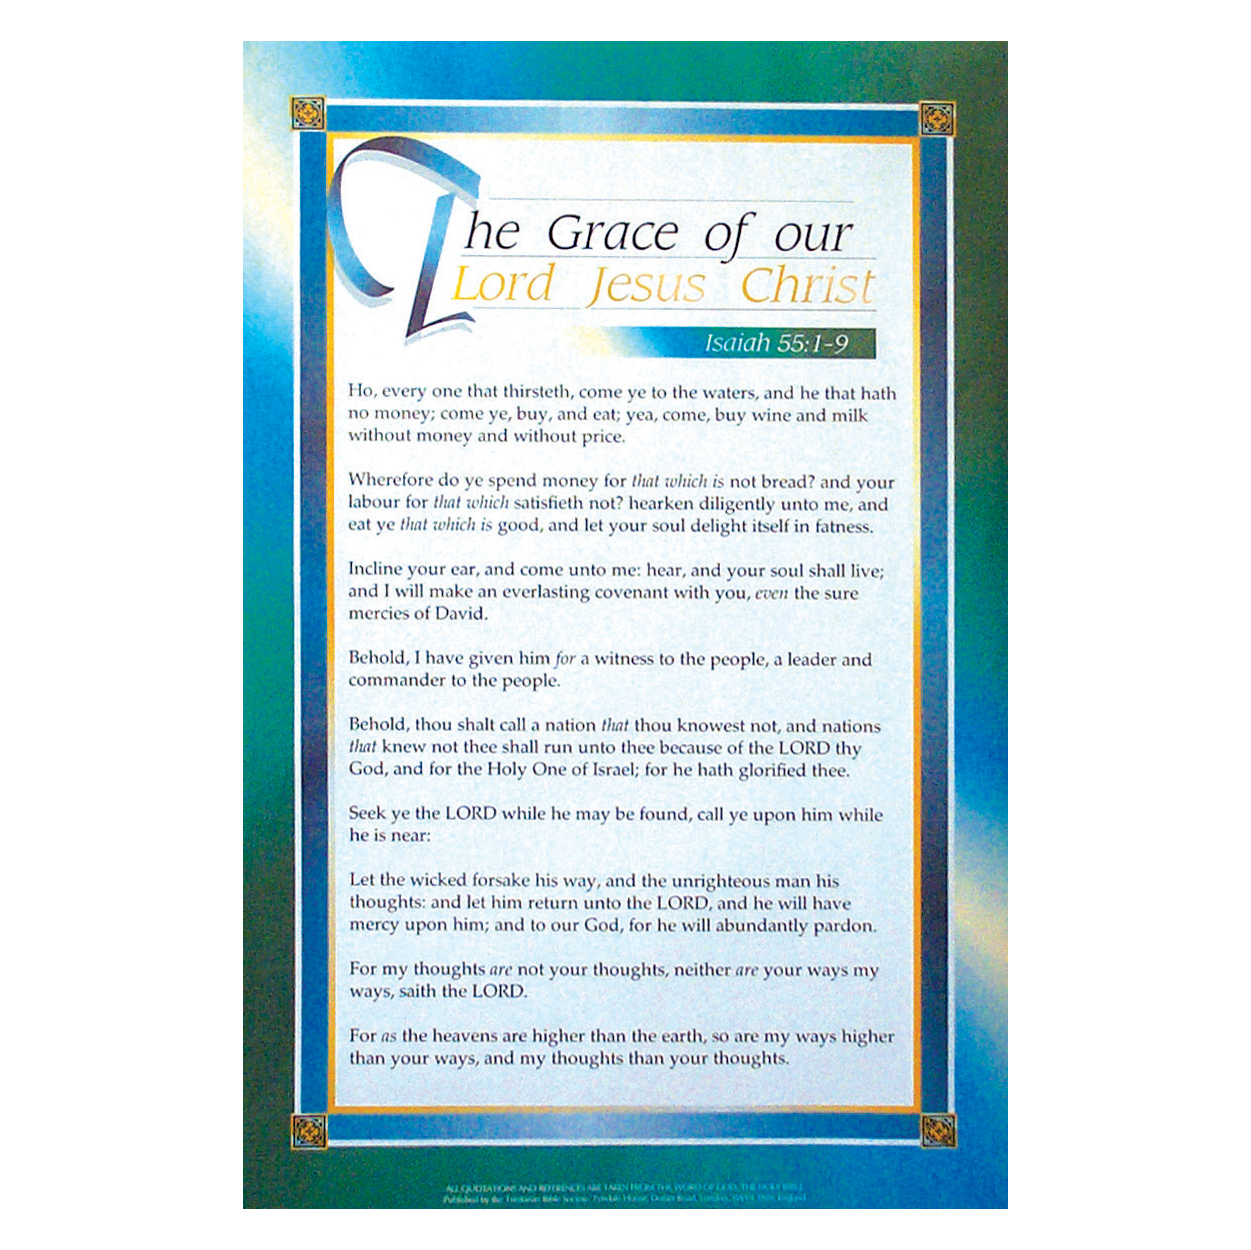 The Grace of our
Lord Jesus Christ
Isaiah 55:1-9
Ho, every one that thirsteth, come ye to the waters, and he that hath
no money; come ye, buy, and eat; yea, come, buy wine and milk
without money and without price.
Wherefore do ye spend money for that which is not bread? and your
labour for that which satisfieth not? hearken diligently unto me, and
eat ye that which is good, and let your soul delight itself in fatness.
Incline your ear, and come unto me: hear, and your soul shall live;
and I will make an everlasting covenant with you, even the sure
mercies of David.
Behold, I have given him for a witness to the people, a leader and
commander to the people.
Behold, thou shalt call a nation that thou knowest not, and nations
that knew not thee shall run unto thee because of the LORD thy
God, and for the Holy One of Israel; for he hath glorified thee.
Seek ye the LORD while he may be found, call ye upon him while
he is near:
Let the wicked forsake his way, and the unrighteous man his
thoughts: and let him return unto the LORD, and he will have
mercy upon him; and to our God, for he will abundantly pardon.
For my thoughts are not your thoughts, neither are your ways my
ways, saith the LORD.
For as the heavens are higher than the earth, so are my ways higher
than your ways, and my thoughts than your thoughts.
ALL QUOTATIONS AND REFERENCES ARE TAKEN FROM THE WORD OF GOD, THE HOLY BIBLE
Published by the Trinitarian Bible Society, Tyndale House, Dorset Road, London, England